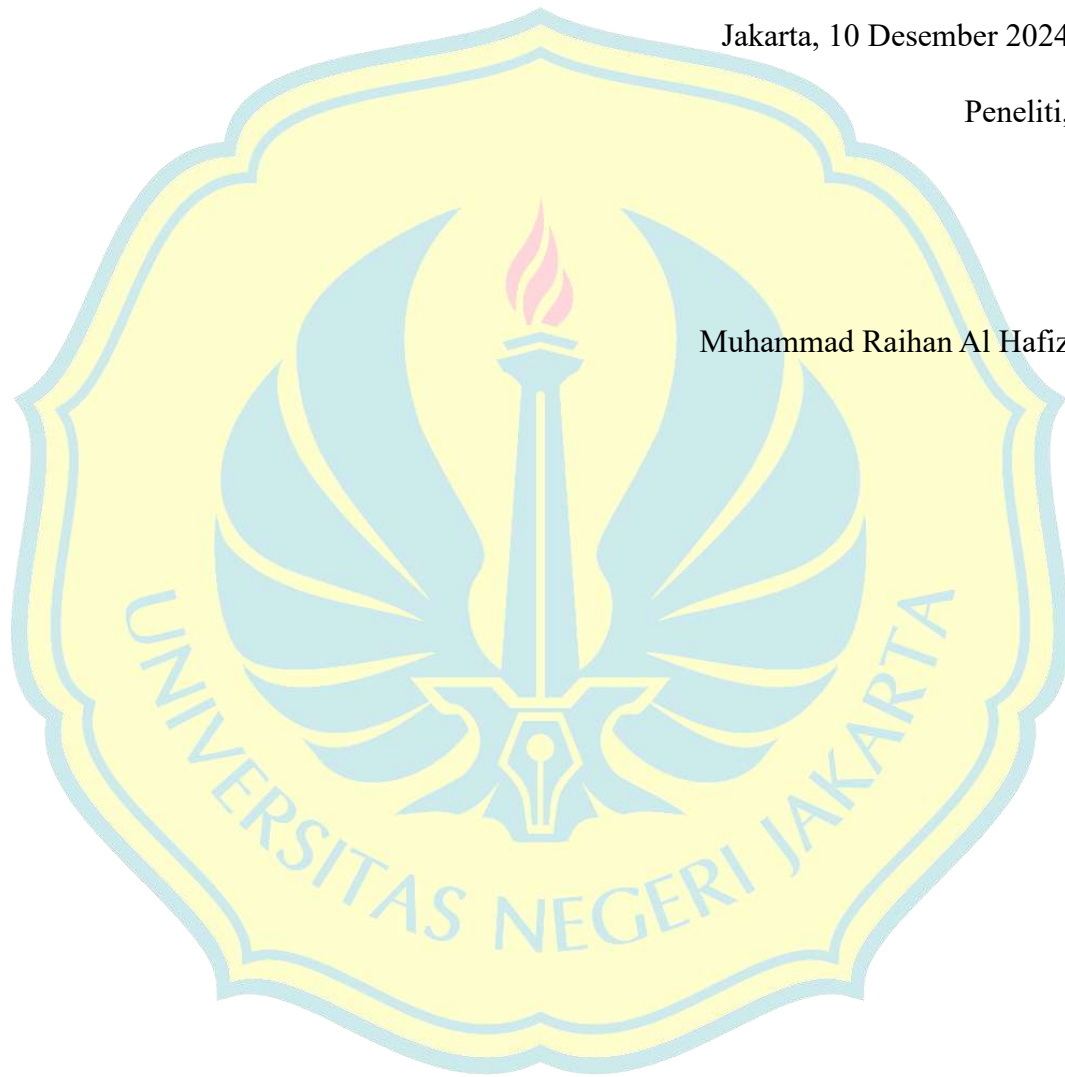 Jakarta, 10 Desember 2024
Peneliti,
Muhammad Raihan Al Hafiz
UNIVERSITAS NEGERI JAKARTA